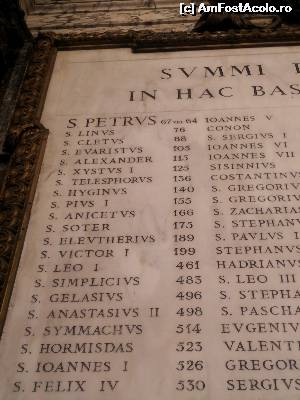 (c) AmFostAcolo.ro
SVMMI
IN HAC BAS
S. PETRVS 67 vel 64 IOANNES V
S. LINVS 76 CONON
S. CLETVS 88 S. SERGIVS I
S. EVARISTVS 105 IOANNES VI
S. ALEXANDER 115 IOANNES VII
S. XYSTVS I 125 SISINNIVS
S. TELESPHORVS 136 COSTANTINVS
S. HYGINVS 140 S. GREGORIVS
S. PIVS I 155 S. GREGORIVS
S. ANICETVS 166 S. ZACHARIA
S. SOTER 175 STEPHANVS
S. ELEVTHERIVS 189 S. PAVLVS I
S. VICTOR I 199 STEPHANVS
S. LEO I 461 HADRIANVS
S. SIMPLICIVS 483 S. LEO III
S. GELASIVS 496 S. STEPHA
S. ANASTASIVS II 498 S. PASCHA
S. SYMMACHVS 514 EVGENIV
S. HORMISDAS 523 VALENTI
S. IOANNES I 526 GREGOR
S. FELIX IV 530 SERGIVS